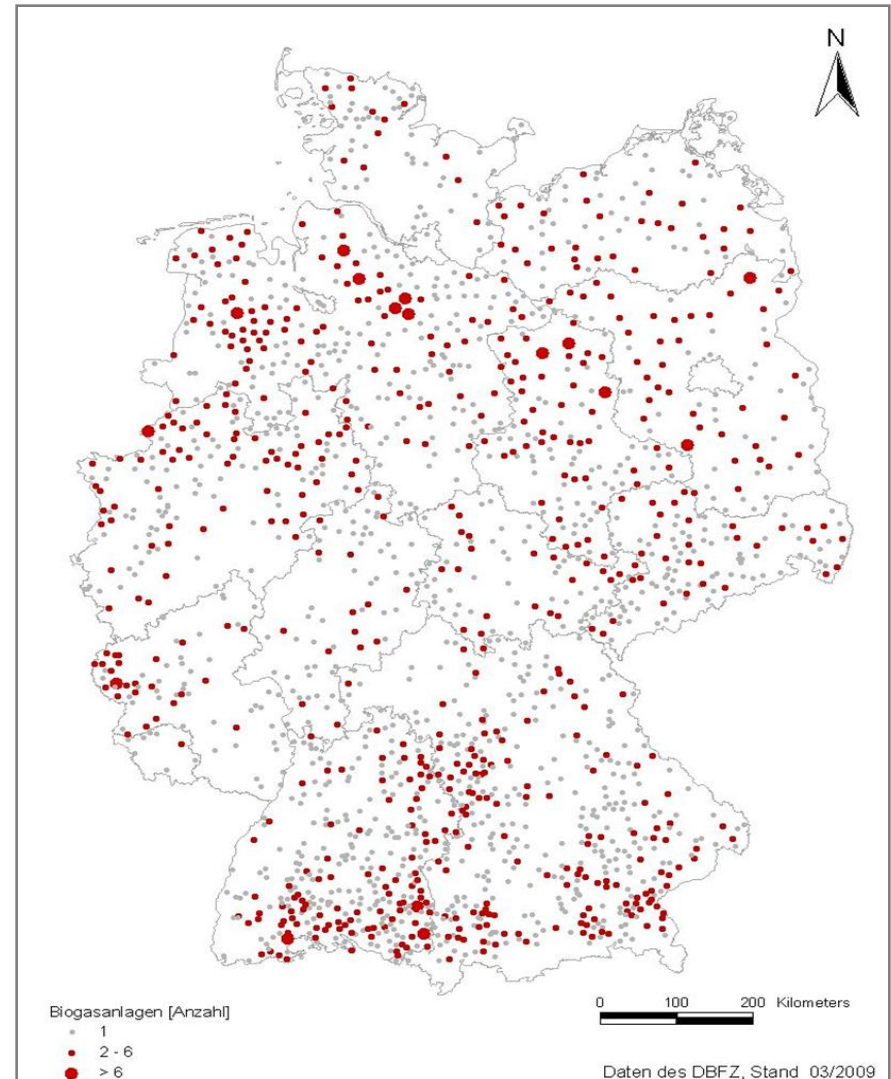 N
Biogasanlagen [Anzahl]
1
2 - 6
> 6
0 100 200 Kilometers
Daten des DBFZ, Stand 03/2009